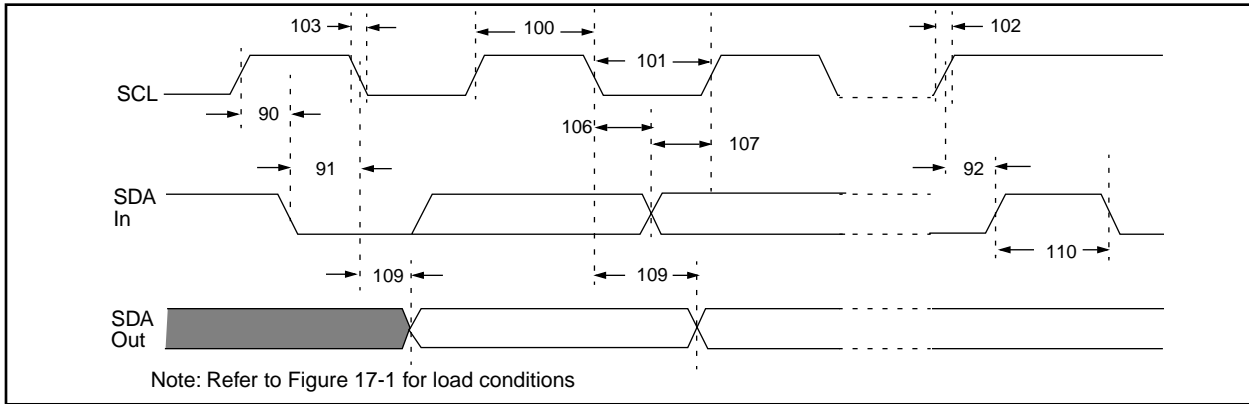 103
100
101
102
SCL
90
106
107
91
92
SDA
In
109
109
110
SDA
Out
Note: Refer to Figure 17-1 for load conditions